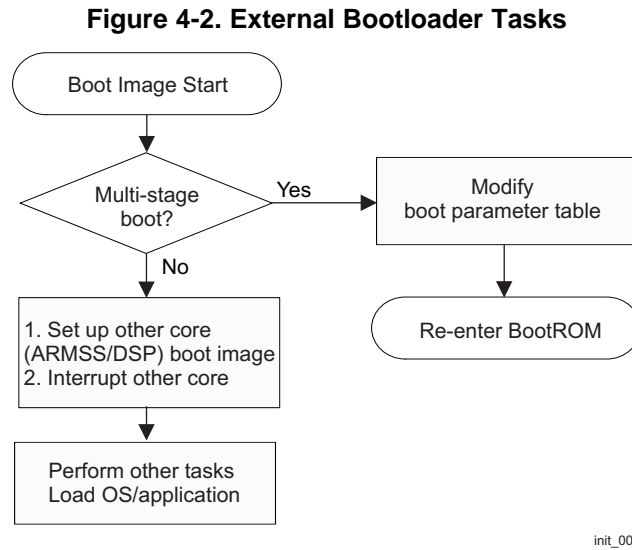 Figure 4-2. External Bootloader Tasks
Boot Image Start
Multi-stage
boot?
Yes
Modify
boot parameter table
No
Re-enter BootROM
1. Set up other core
(ARMSS/DSP) boot image
2. Interrupt other core
Perform other tasks
Load OS/application
init_00